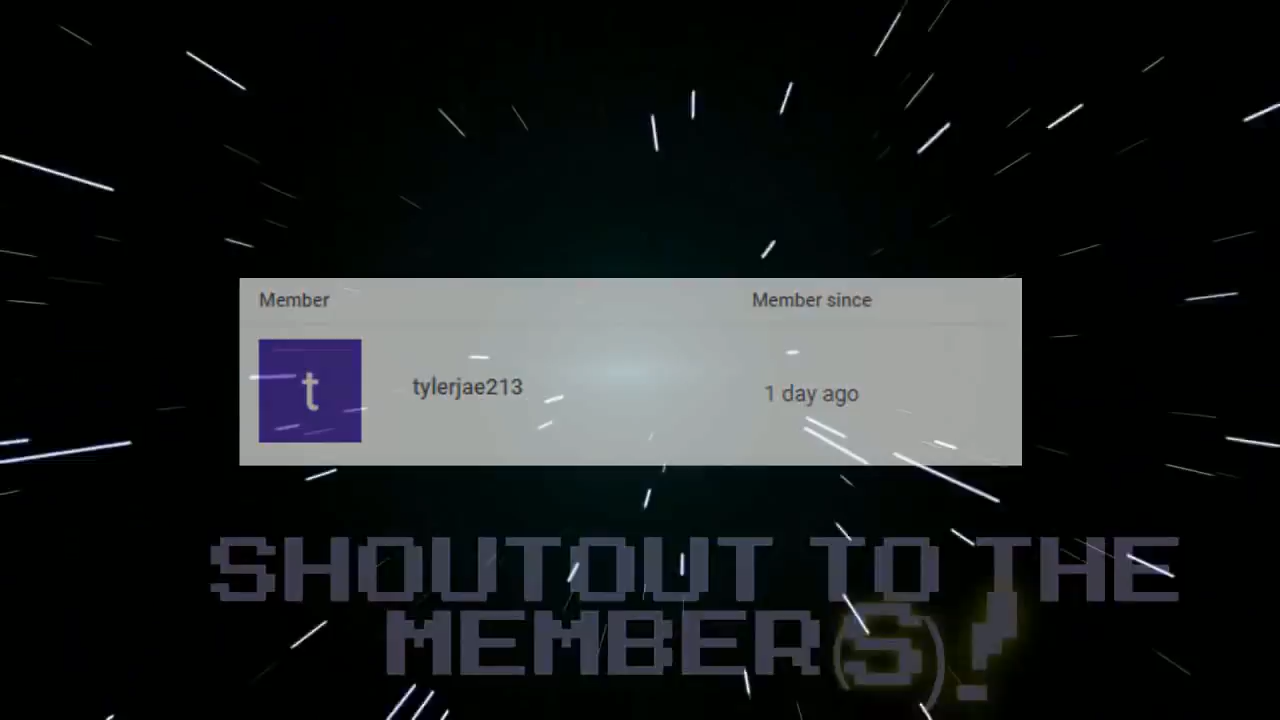 Member Member since
t tylerjae213 1 day ago
SHOUTOUT TO THE
MEMBER(S)!